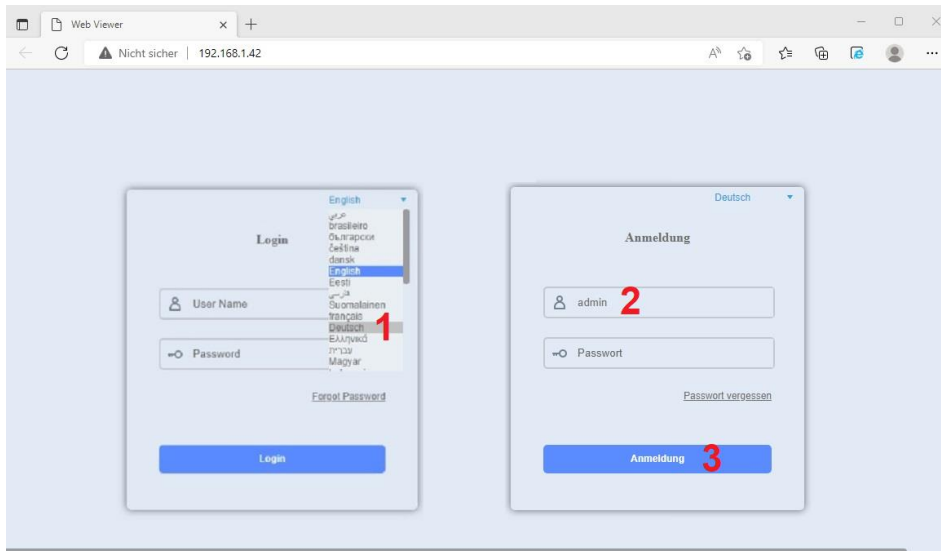 Web Viewer
Nicht sicher | 192.168.1.42
English
عربي
brasileiro
български
čeština
dansk
English
Eesti
فارسی
Suomalainen
français
Deutsch
Ελληνικά
עברית
Magyar
1
Login
User Name
Password
Forgot Password
Login
Deutsch
Anmeldung
admin
2
Passwort
Passwort vergessen
Anmeldung
3